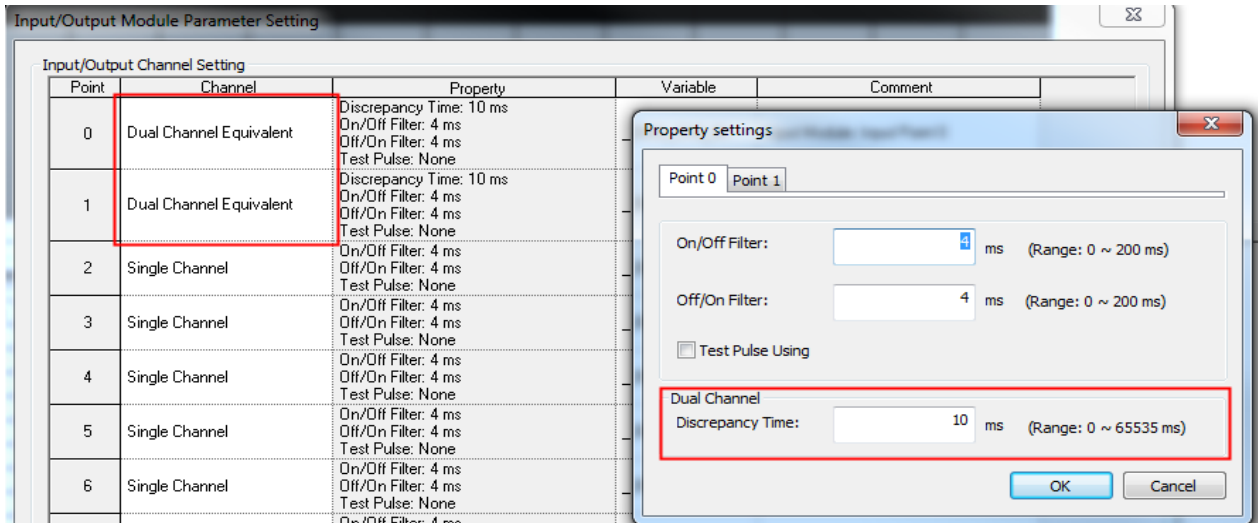 Input/Output Module Parameter Setting
Input/Output Channel Setting
Point Channel Property Variable Comment
0 Dual Channel Equivalent
Discrepancy Time: 10 ms
On/Off Filter: 4 ms
Off/On Filter: 4 ms
Test Pulse: None
1 Dual Channel Equivalent
Discrepancy Time: 10 ms
On/Off Filter: 4 ms
Off/On Filter: 4 ms
Test Pulse: None
2 Single Channel
On/Off Filter: 4 ms
Off/On Filter: 4 ms
Test Pulse: None
3 Single Channel
On/Off Filter: 4 ms
Off/On Filter: 4 ms
Test Pulse: None
4 Single Channel
On/Off Filter: 4 ms
Off/On Filter: 4 ms
Test Pulse: None
5 Single Channel
On/Off Filter: 4 ms
Off/On Filter: 4 ms
Test Pulse: None
6 Single Channel
On/Off Filter: 4 ms
Off/On Filter: 4 ms
Test Pulse: None
On/Off Filter: 4 ms
Property settings
Point 0 Point 1
On/Off Filter: 4 ms (Range: 0 ~ 200 ms)
Off/On Filter: 4 ms (Range: 0 ~ 200 ms)
Test Pulse Using
Dual Channel
Discrepancy Time: 10 ms (Range: 0 ~ 65535 ms)
OK Cancel